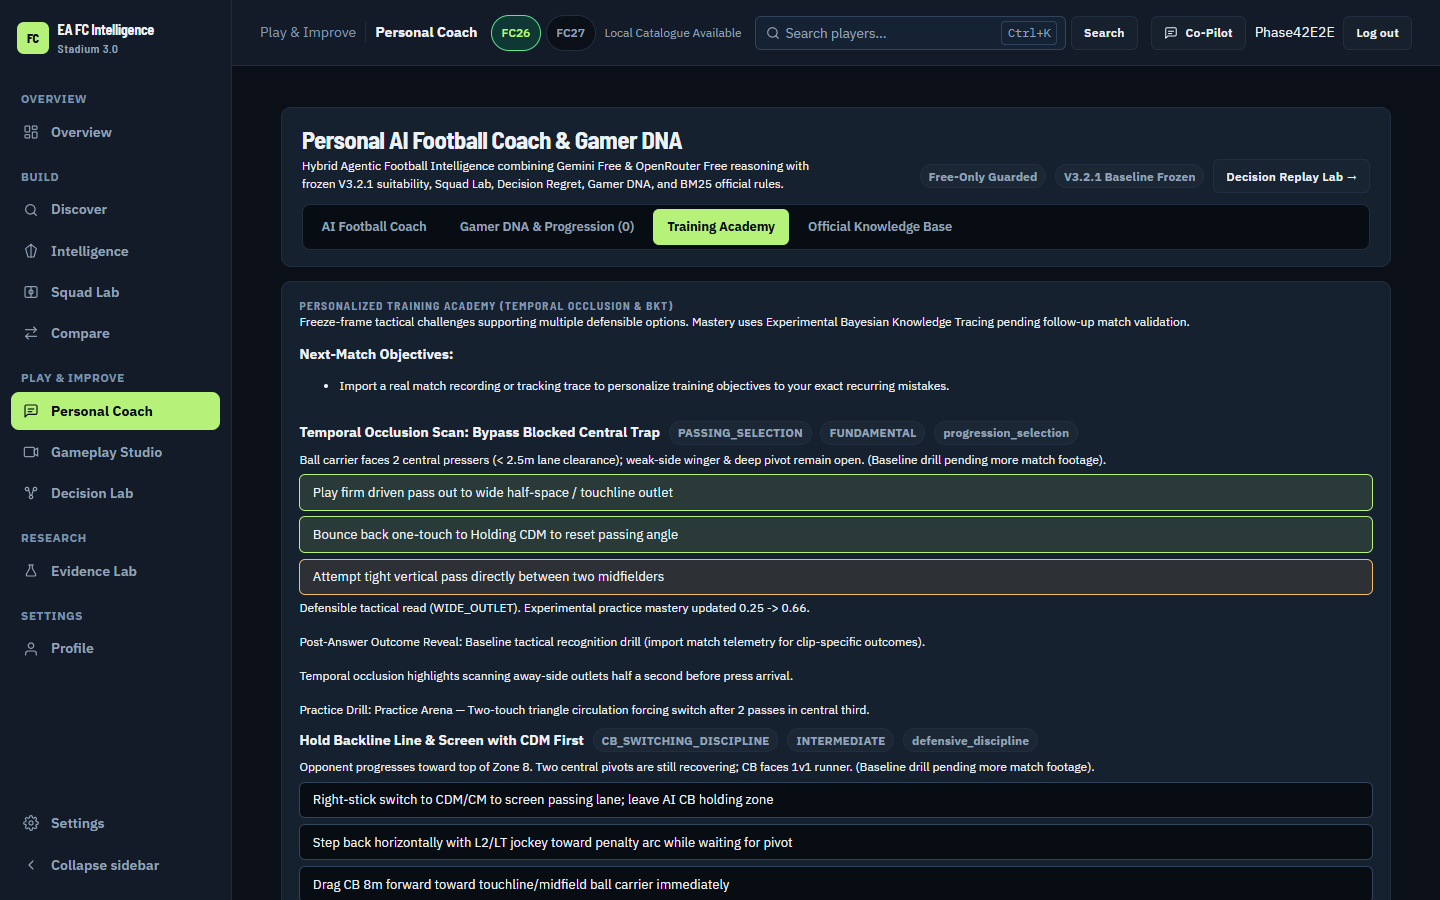 FC
EA FC Intelligence
Stadium 3.0
OVERVIEW
Overview
BUILD
Discover
Intelligence
Squad Lab
Compare
PLAY & IMPROVE
Personal Coach
Gameplay Studio
Decision Lab
RESEARCH
Evidence Lab
SETTINGS
Profile
Settings
Collapse sidebar
Play & Improve
Personal Coach
FC26
FC27
Local Catalogue Available
Search players...
Ctrl+K
Search
Co-Pilot
Phase42E2E
Log out
Personal AI Football Coach & Gamer DNA
Hybrid Agentic Football Intelligence combining Gemini Free & OpenRouter Free reasoning with
frozen V3.2.1 suitability, Squad Lab, Decision Regret, Gamer DNA, and BM25 official rules.
Free-Only Guarded
V3.2.1 Baseline Frozen
Decision Replay Lab →
AI Football Coach
Gamer DNA & Progression (0)
Training Academy
Official Knowledge Base
PERSONALIZED TRAINING ACADEMY (TEMPORAL OCCLUSION & BKT)
Freeze-frame tactical challenges supporting multiple defensible options. Mastery uses Experimental Bayesian Knowledge Tracing pending follow-up match validation.
Next-Match Objectives:
• Import a real match recording or tracking trace to personalize training objectives to your exact recurring mistakes.
Temporal Occlusion Scan: Bypass Blocked Central Trap PASSING_SELECTION FUNDAMENTAL progression_selection
Ball carrier faces 2 central pressers (< 2.5m lane clearance); weak-side winger & deep pivot remain open. (Baseline drill pending more match footage).
Play firm driven pass out to wide half-space / touchline outlet
Bounce back one-touch to Holding CDM to reset passing angle
Attempt tight vertical pass directly between two midfielders
Defensible tactical read (WIDE_OUTLET). Experimental practice mastery updated 0.25 -> 0.66.
Post-Answer Outcome Reveal: Baseline tactical recognition drill (import match telemetry for clip-specific outcomes).
Temporal occlusion highlights scanning away-side outlets half a second before press arrival.
Practice Drill: Practice Arena — Two-touch triangle circulation forcing switch after 2 passes in central third.
Hold Backline Line & Screen with CDM First CB_SWITCHING_DISCIPLINE INTERMEDIATE defensive_discipline
Opponent progresses toward top of Zone 8. Two central pivots are still recovering; CB faces 1v1 runner. (Baseline drill pending more match footage).
Right-stick switch to CDM/CM to screen passing lane; leave AI CB holding zone
Step back horizontally with L2/LT jockey toward penalty arc while waiting for pivot
Drag CB 8m forward toward touchline/midfield ball carrier immediately